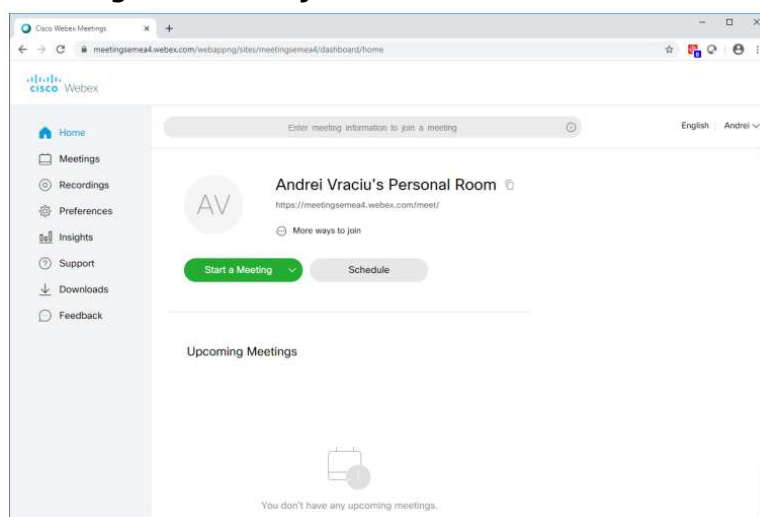 Cisco Webex Meetings
meetingsemea4.webex.com/webappng/sites/meetingsemea4/dashboard/home
CISCO Webex
Enter meeting information to join a meeting
English Andrei
Home
Meetings
Recordings
Preferences
Insights
Support
Downloads
Feedback
AV
Andrei Vraciu's Personal Room
https://meetingsemea4.webex.com/meet/
More ways to join
Start a Meeting
Schedule
Upcoming Meetings
You don't have any upcoming meetings.